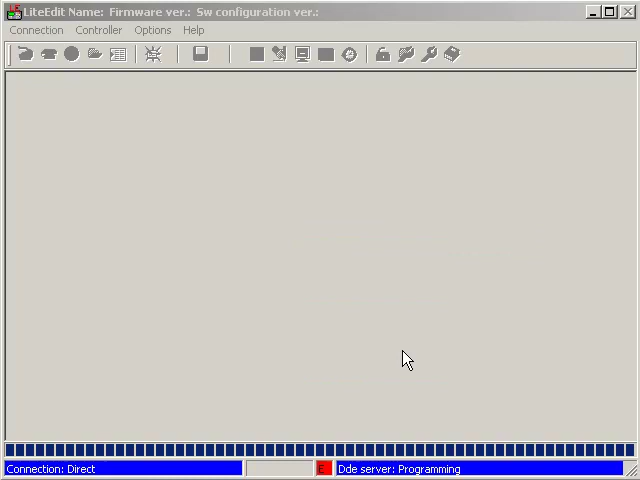 LiteEdit Name:  Firmware ver.:  Sw configuration ver.:
Connection Controller Options Help
Connection: Direct E Dde server: Programming